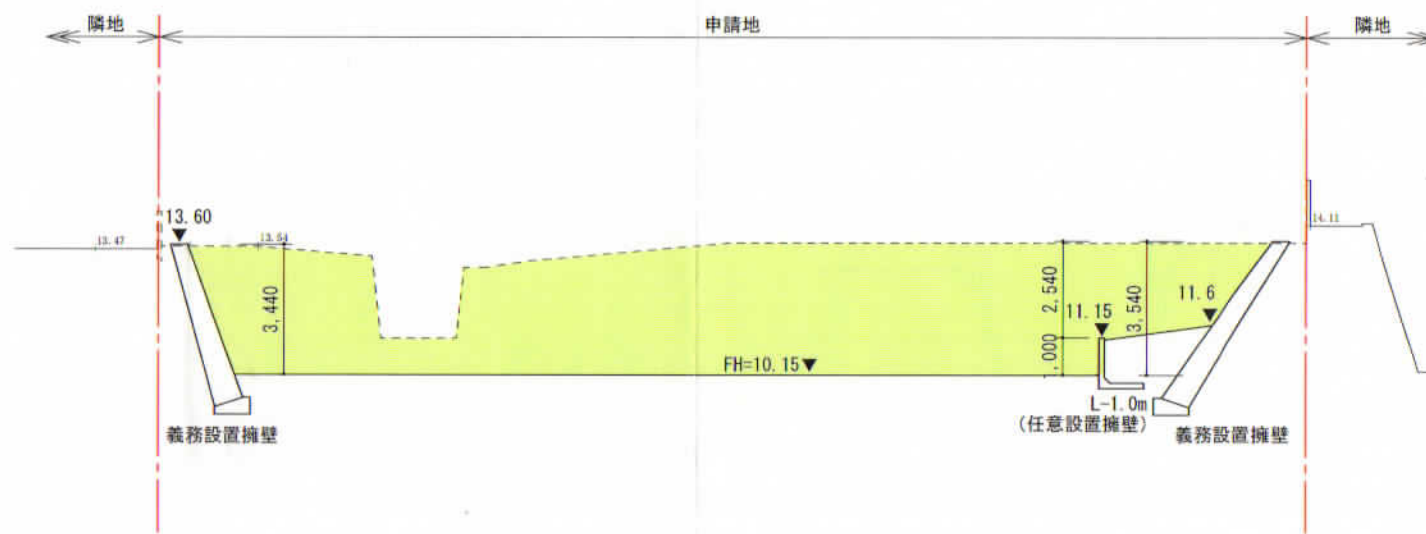 隣地
申請地
隣地
13.60
13.47
13.54
14.11
3,440
2,540
3,540
11.6
11.15
,000
FH=10.15▼
L-1.0m
(任意設置擁壁)
義務設置擁壁
義務設置擁壁